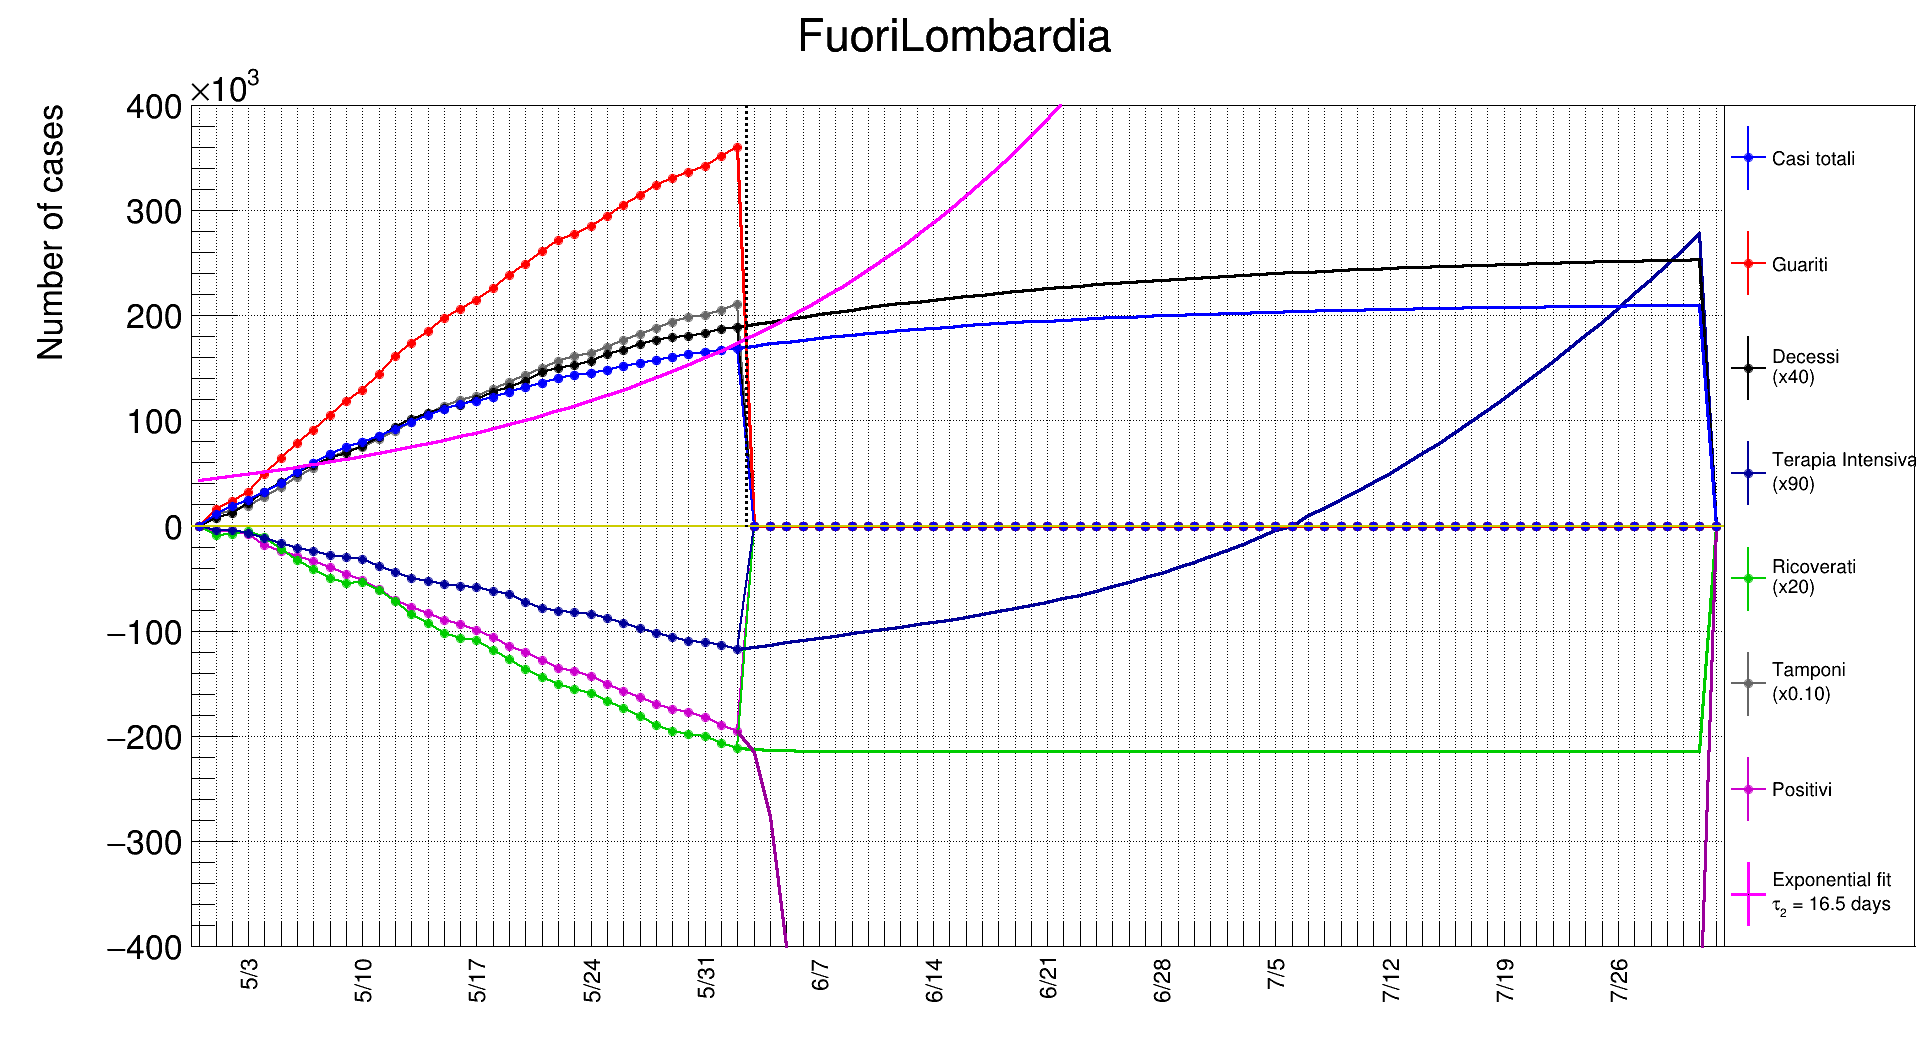 FuoriLombardia
×10³
Number of cases
400
300
200
100
0
−100
−200
−300
−400
5/3
5/10
5/17
5/24
5/31
6/7
6/14
6/21
6/28
7/5
7/12
7/19
7/26
Casi totali
Guariti
Decessi
(x40)
Terapia Intensiva
(x90)
Ricoverati
(x20)
Tamponi
(x0.10)
Positivi
Exponential fit
τ₂ = 16.5 days